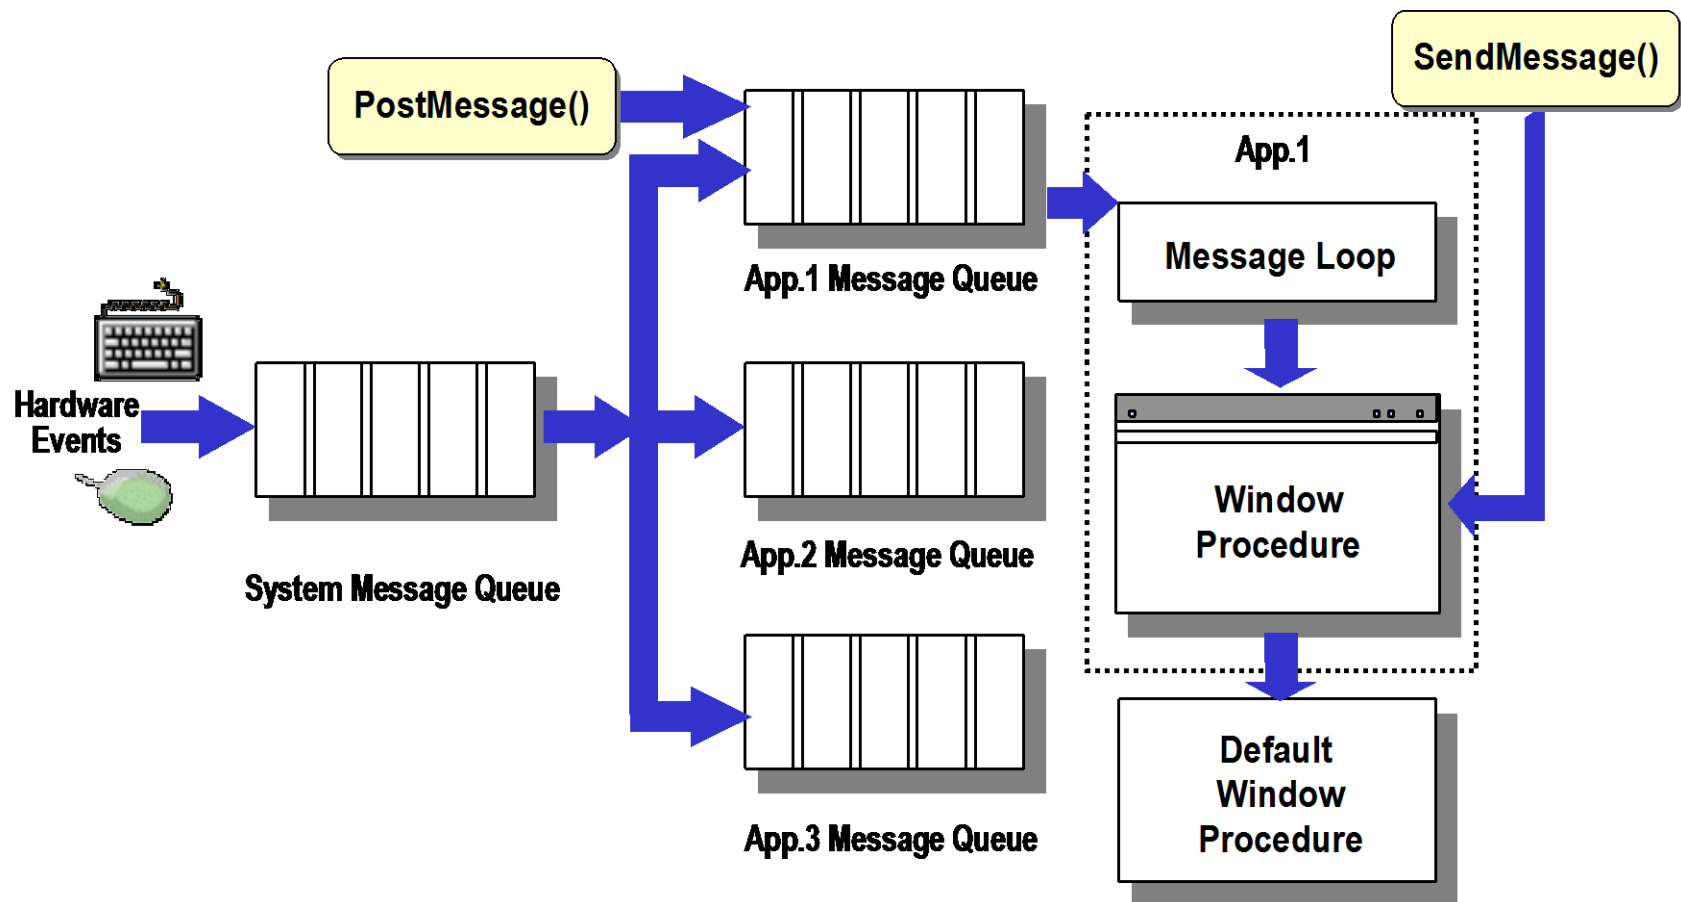 SendMessage()
PostMessage()
App.1
Message Loop
App.1 Message Queue
Hardware
Events
Window
Procedure
App.2 Message Queue
System Message Queue
Default
Window
Procedure
App.3 Message Queue